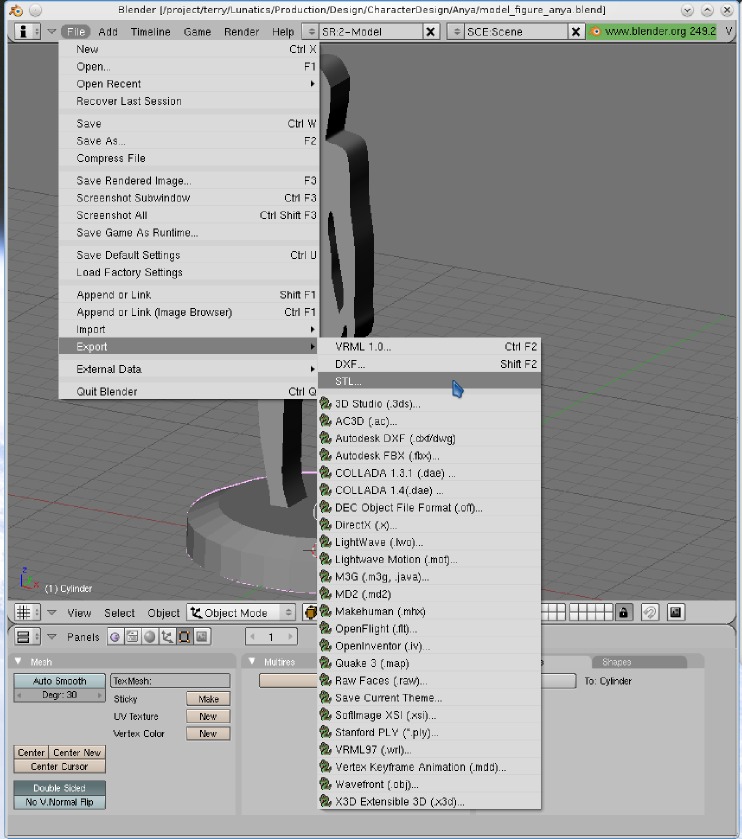 Blender [/project/terry/Lunatics/Production/Design/CharacterDesign/Anya/model_figure_anya.blend]
File Add Timeline Game Render Help SR:2-Model SCE:Scene www.blender.org 249.2 V
New Ctrl X
Open... F1
Open Recent
Recover Last Session
Save Ctrl W
Save As... F2
Compress File
Save Rendered Image... F3
Screenshot Subwindow Ctrl F3
Screenshot All Ctrl Shift F3
Save Game As Runtime...
Save Default Settings Ctrl U
Load Factory Settings
Append or Link Shift F1
Append or Link (Image Browser) Ctrl F1
Import
Export
External Data
Quit Blender Ctrl Q
VRML 1.0... Ctrl F2
DXF... Shift F2
STL...
3D Studio (.3ds)...
AC3D (.ac)...
Autodesk DXF (.dxf/dwg)
Autodesk FBX (.fbx)...
COLLADA 1.3.1 (.dae) ...
COLLADA 1.4(.dae) ...
DEC Object File Format (.off)...
DirectX (.x)...
LightWave (.lwo)...
Lightwave Motion (.mot)...
M3G (.m3g, .java)...
MD2 (.md2)
Makehuman (.mhx)
OpenFlight (.flt)...
OpenInventor (.iv)...
Quake 3 (.map)
Raw Faces (.raw)...
Save Current Theme...
SoftImage XSI (.xsi)...
Stanford PLY (*.ply)...
VRML97 (.wrl)...
Vertex Keyframe Animation (.mdd)...
Wavefront (.obj)...
X3D Extensible 3D (.x3d)...
z
x
(1) Cylinder
View Select Object Object Mode
Panels 1
Mesh
Auto Smooth
Degr: 30
TexMesh:
Sticky Make
UV Texture New
Vertex Color New
Center Center New
Center Cursor
Double Sided
No V.Normal Flip
Multires
Shapes
To: Cylinder